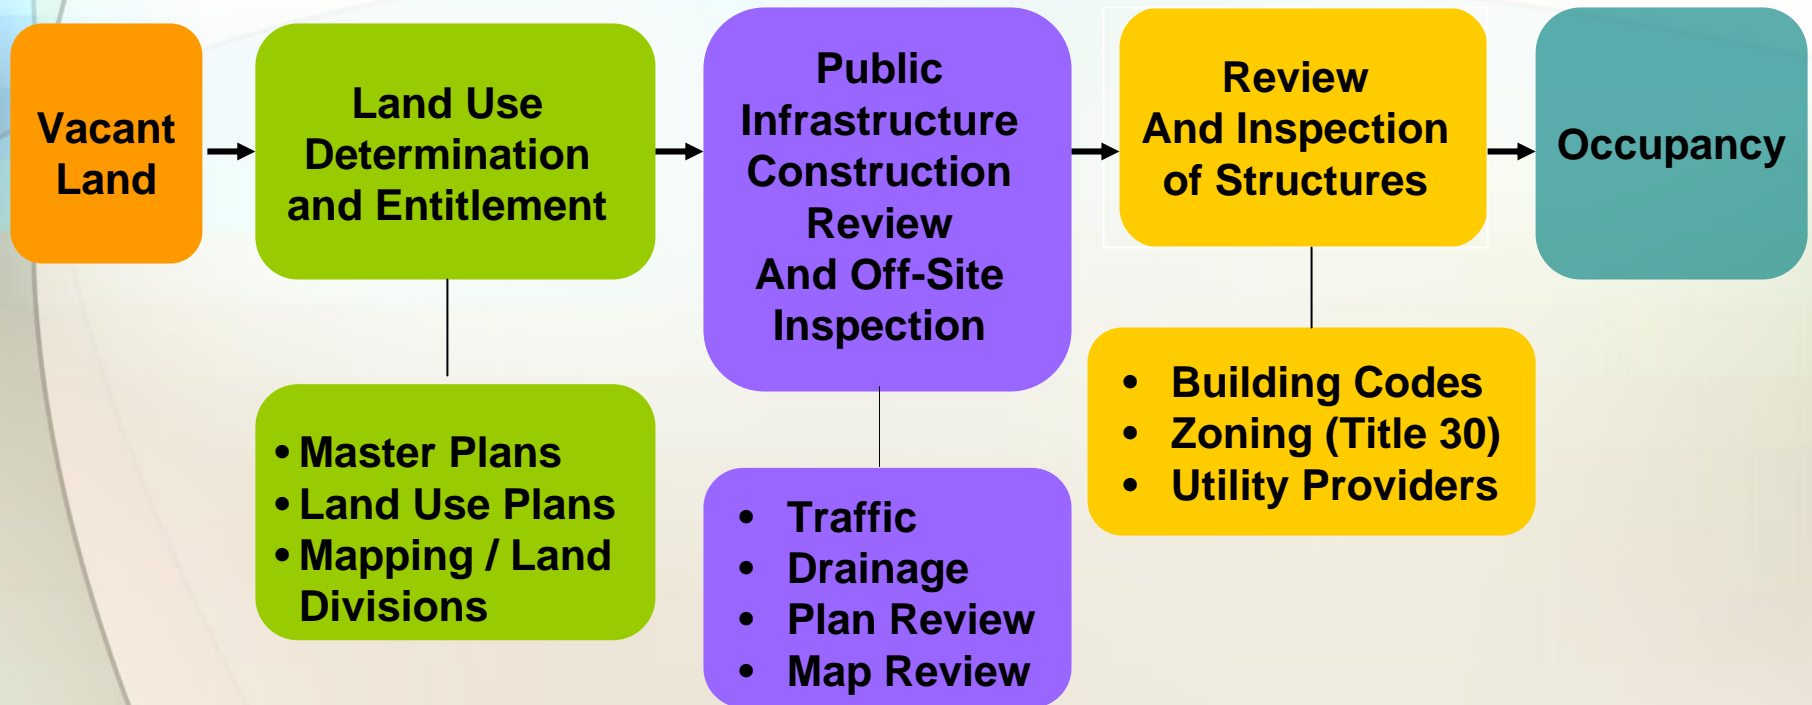 Vacant
Land
Land Use
Determination
and Entitlement
Public
Infrastructure
Construction
Review
And Off-Site
Inspection
Review
And Inspection
of Structures
Occupancy
• Master Plans
• Land Use Plans
• Mapping / Land
Divisions
• Traffic
• Drainage
• Plan Review
• Map Review
• Building Codes
• Zoning (Title 30)
• Utility Providers